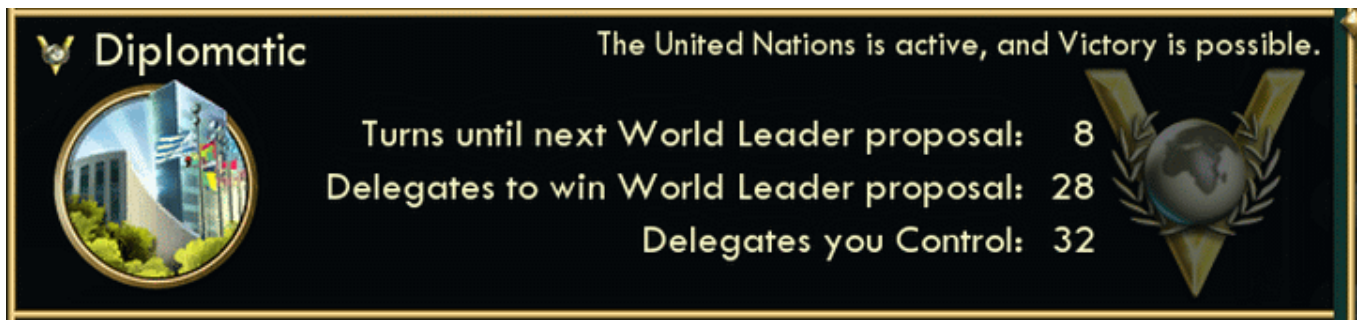 Diplomatic
The United Nations is active, and Victory is possible.
Turns until next World Leader proposal: 8
Delegates to win World Leader proposal: 28
Delegates you Control: 32